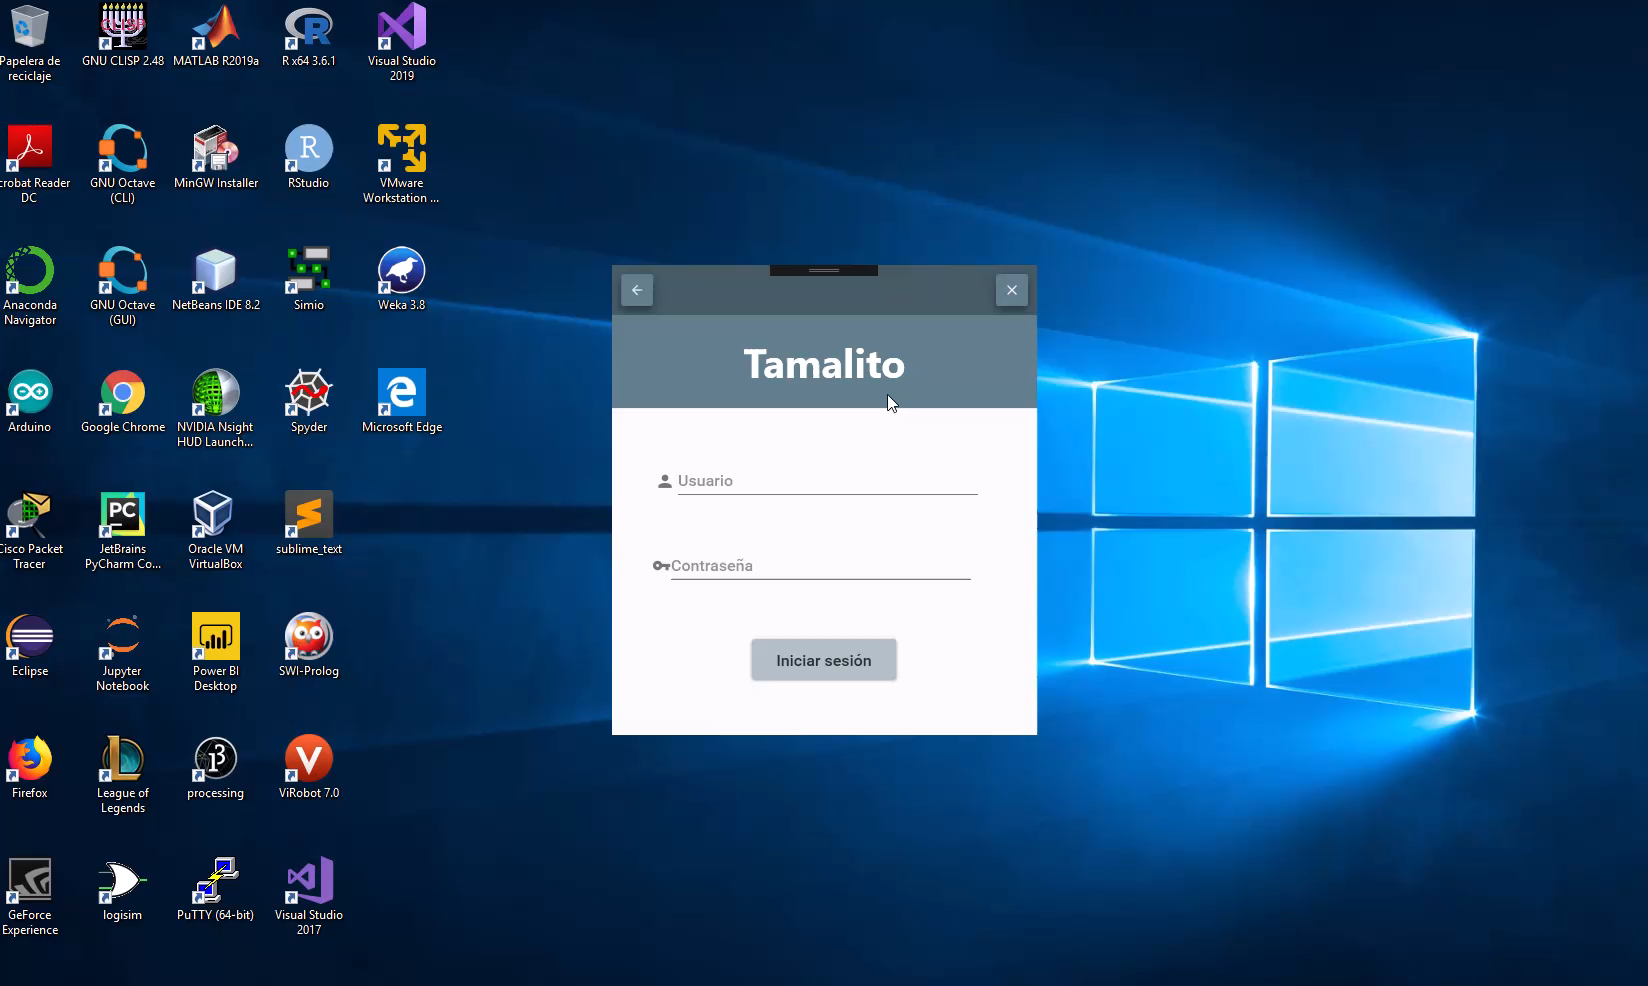 Papelera de
reciclaje
GNU CLISP 2.48
MATLAB R2019a
R x64 3.6.1
Visual Studio
2019
crobat Reader
DC
GNU Octave
(CLI)
MinGW Installer
R
RStudio
VMware
Workstation ...
Anaconda
Navigator
GNU Octave
(GUI)
NetBeans IDE 8.2
Simio
Weka 3.8
Arduino
Google Chrome
NVIDIA Nsight
HUD Launch...
Spyder
Microsoft Edge
Cisco Packet
Tracer
PC
JetBrains
PyCharm Co...
Oracle VM
VirtualBox
sublime_text
Eclipse
Jupyter
Notebook
Power BI
Desktop
SWI-Prolog
Firefox
League of
Legends
processing
V
ViRobot 7.0
GeForce
Experience
logisim
PuTTY (64-bit)
Visual Studio
2017
Tamalito
Usuario
Contraseña
Iniciar sesión